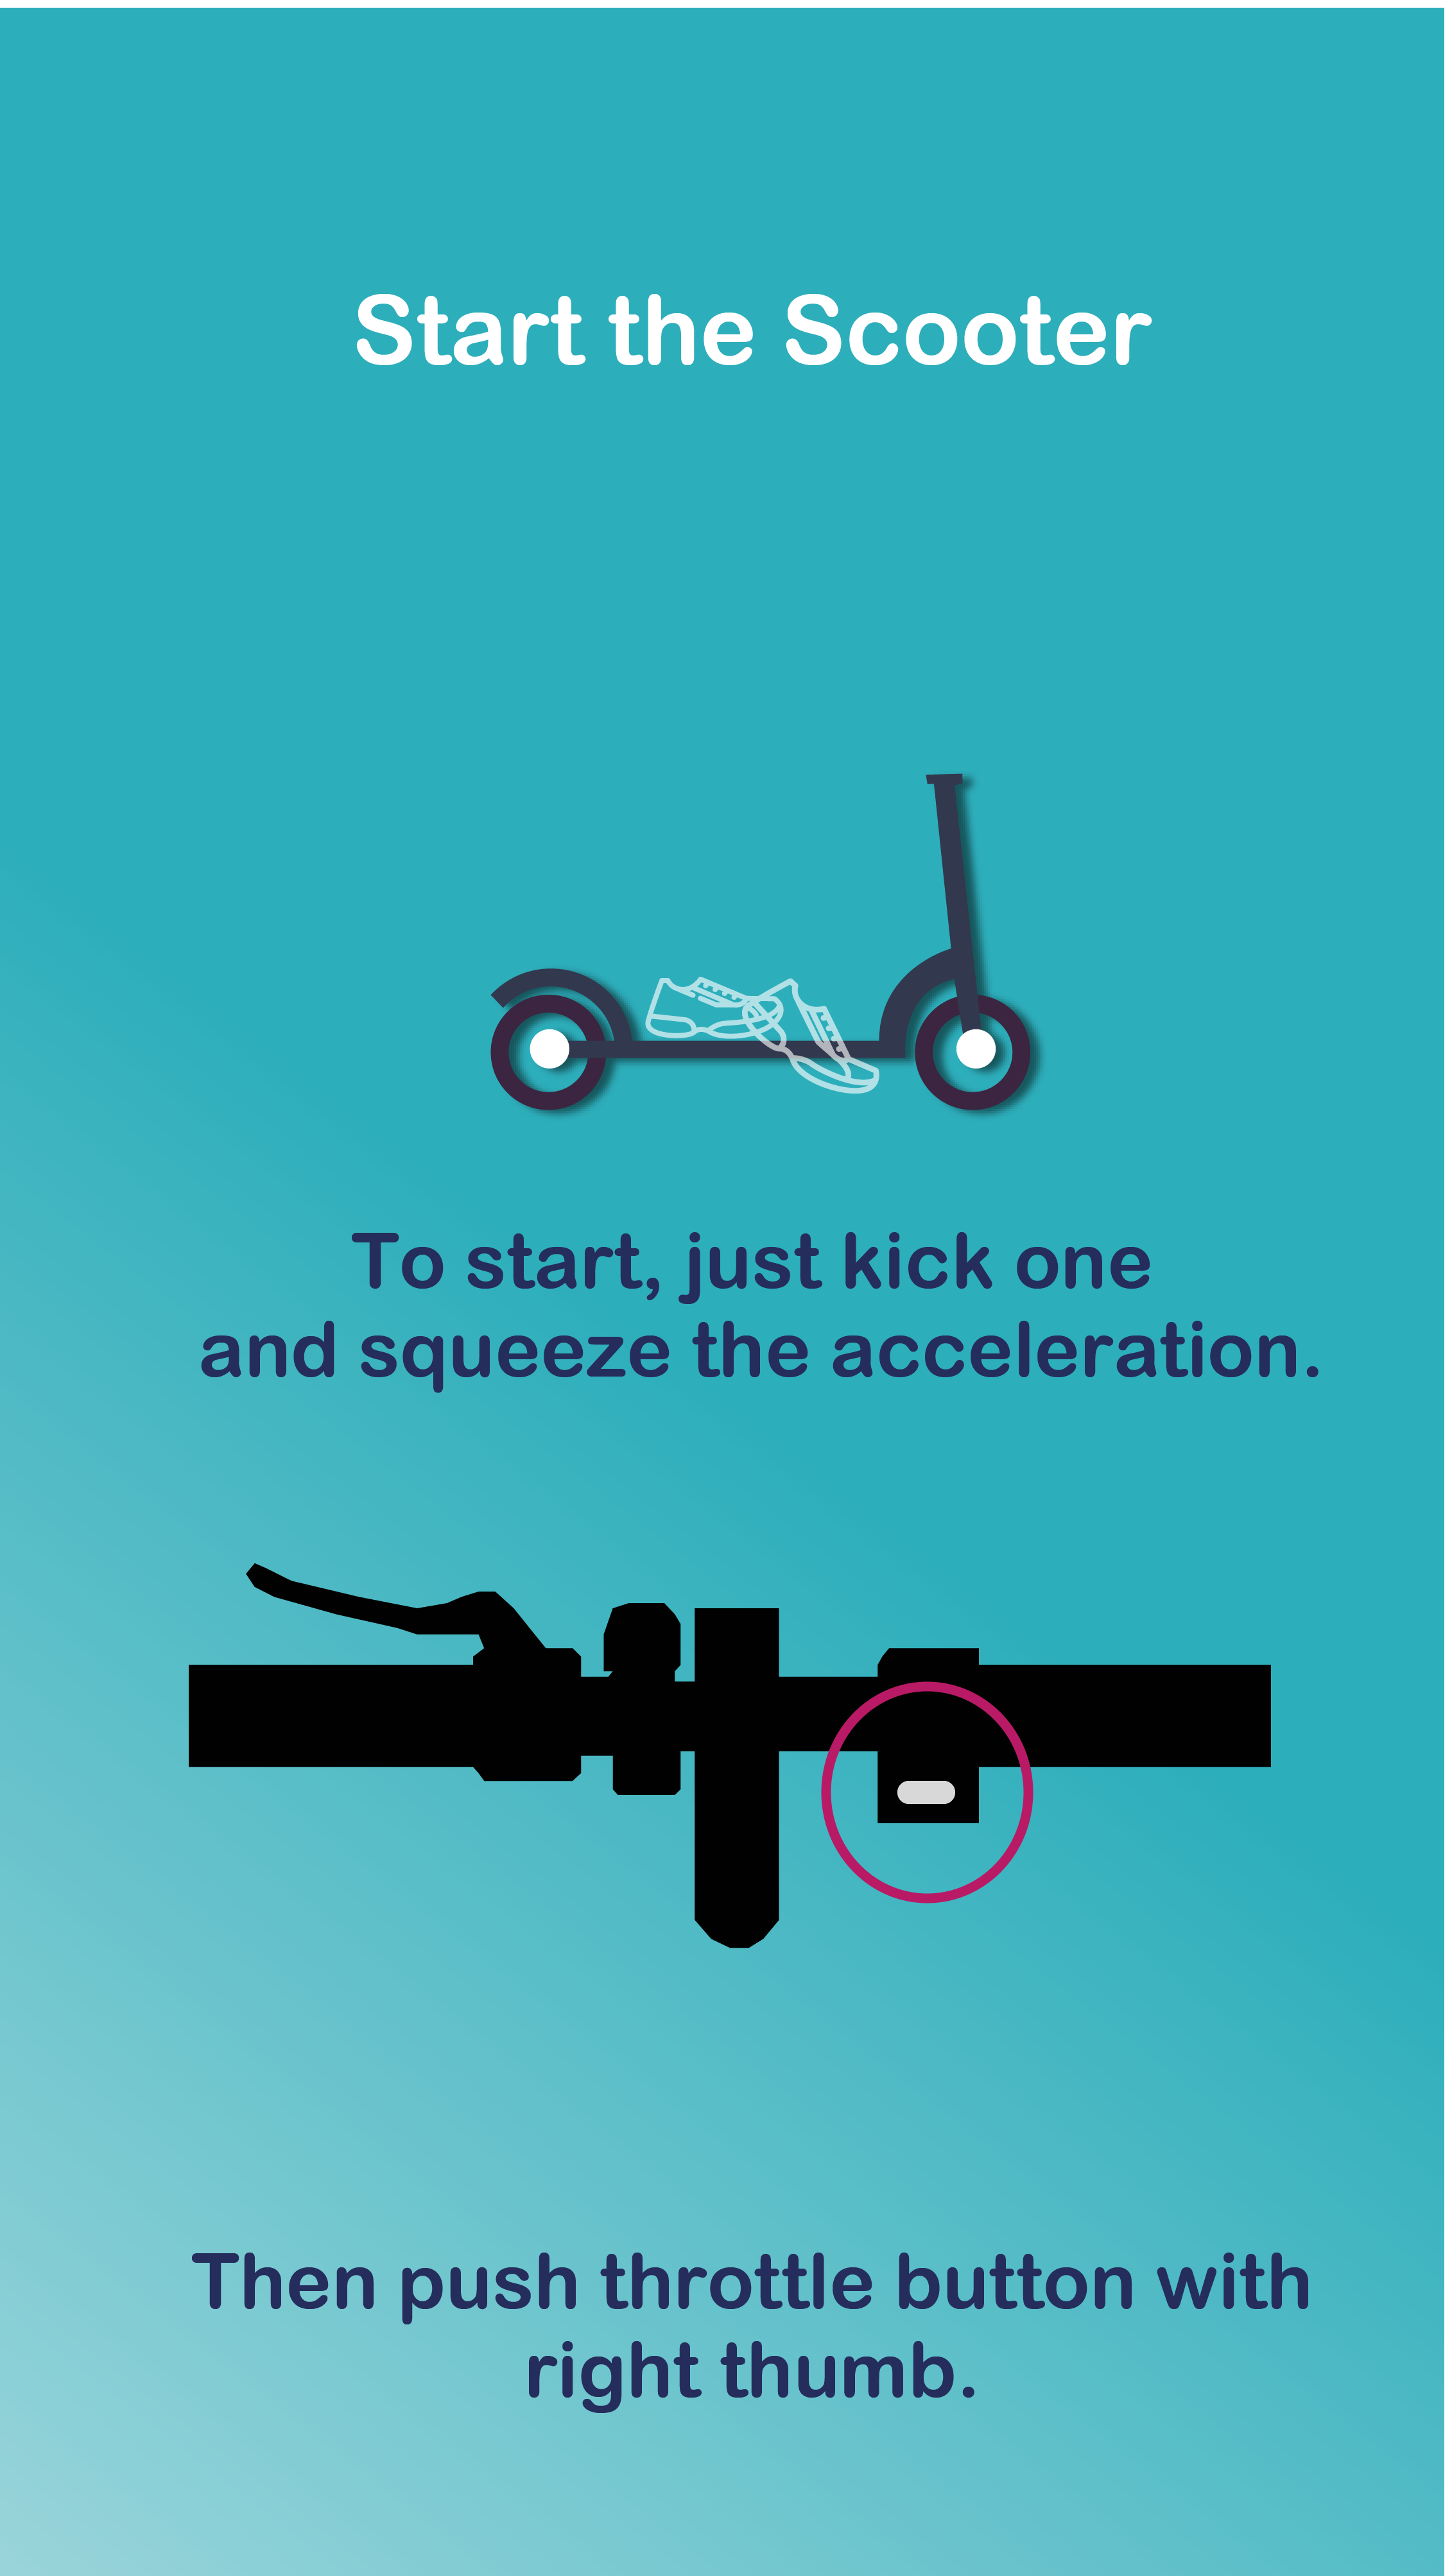 Start the Scooter
To start, just kick one
and squeeze the acceleration.
Then push throttle button with
right thumb.